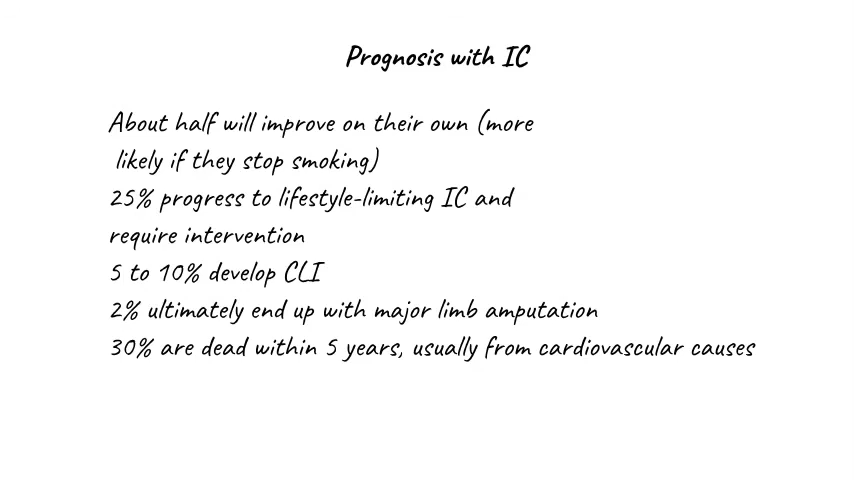 Prognosis with IC
About half will improve on their own (more
likely if they stop smoking)
25% progress to lifestyle-limiting IC and
require intervention
5 to 10% develop CLI
2% ultimately end up with major limb amputation
30% are dead within 5 years, usually from cardiovascular causes